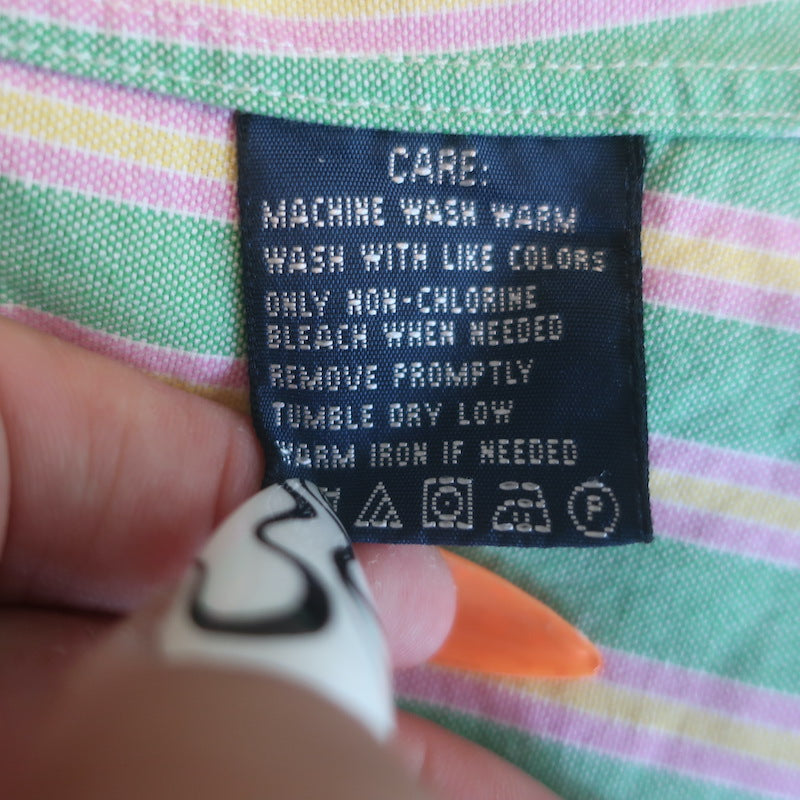 CARE:
MACHINE WASH WARM
WASH WITH LIKE COLORS
ONLY NON-CHLORINE
BLEACH WHEN NEEDED
REMOVE PROMPTLY
TUMBLE DRY LOW
WARM IRON IF NEEDED
P